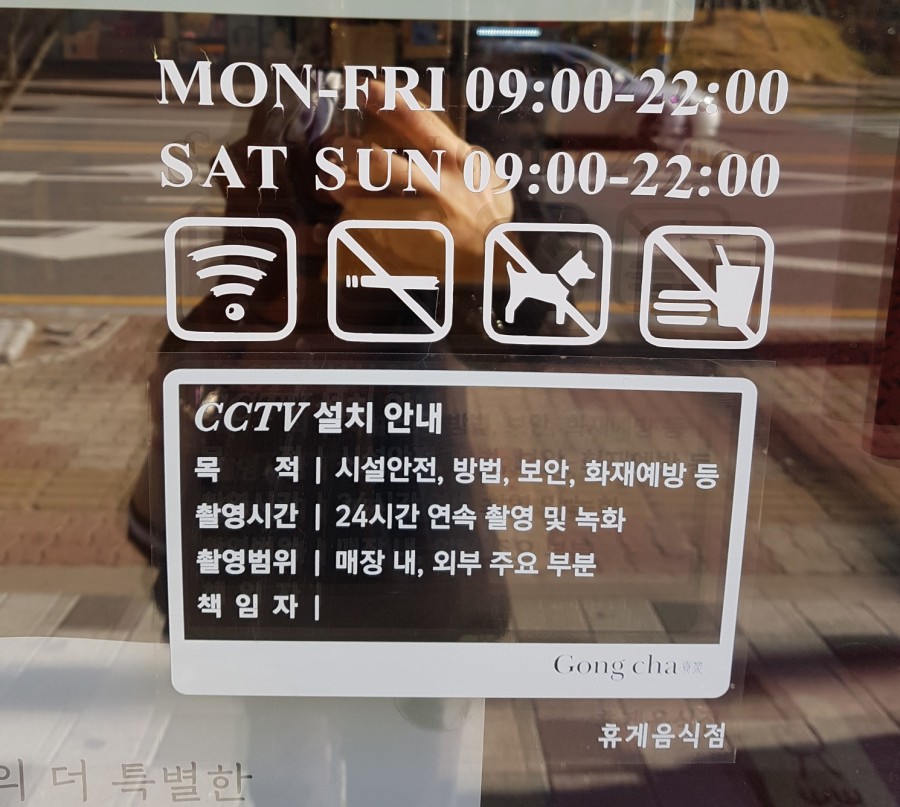 MON-FRI 09:00-22:00
SAT SUN 09:00-22:00
CCTV 설치 안내
목 적 | 시설안전, 방법, 보안, 화재예방 등
촬영시간 | 24시간 연속 촬영 및 녹화
촬영범위 | 매장 내, 외부 주요 부분
책 임 자 |
Gong cha
휴게음식점
의 더 특별한